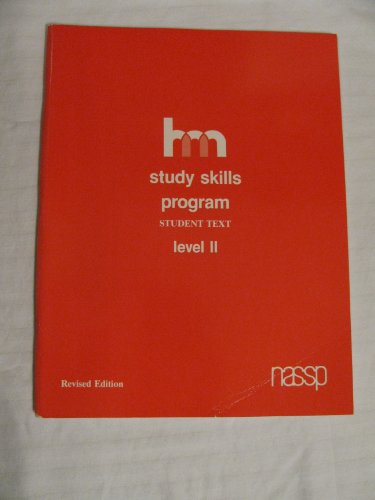 hm
study skills
program
STUDENT TEXT
level II
Revised Edition
nassp